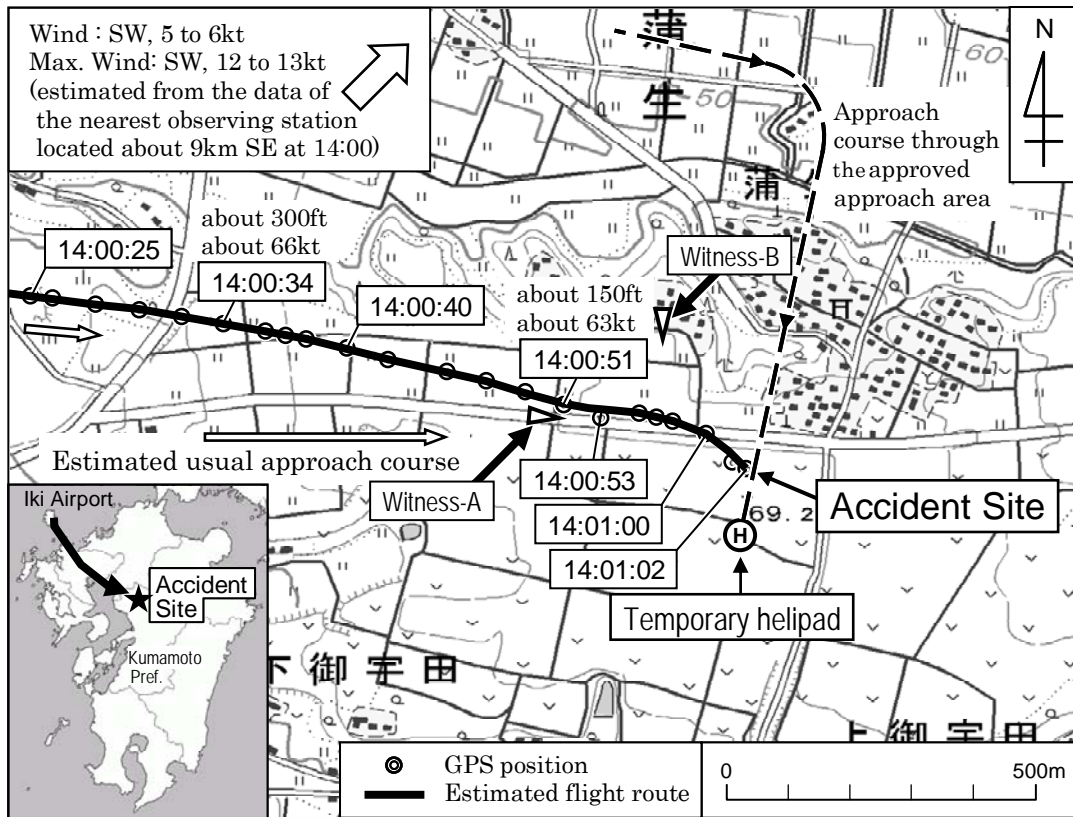 Wind : SW, 5 to 6kt
Max. Wind: SW, 12 to 13kt
(estimated from the data of
the nearest observing station
located about 9km SE at 14:00)
蒲
生
50
60
N
Approach
course through
the approved
approach area
蒲
14:00:25
about 300ft
about 66kt
14:00:34
14:00:40
Witness-B
about 150ft
about 63kt
14:00:51
Estimated usual approach course
Witness-A
14:00:53
14:01:00
14:01:02
Accident Site
69.2
H
Temporary helipad
Iki Airport
Accident
Site
Kumamoto
Pref.
下御宇田
上御宇田
GPS position
Estimated flight route
0
500m